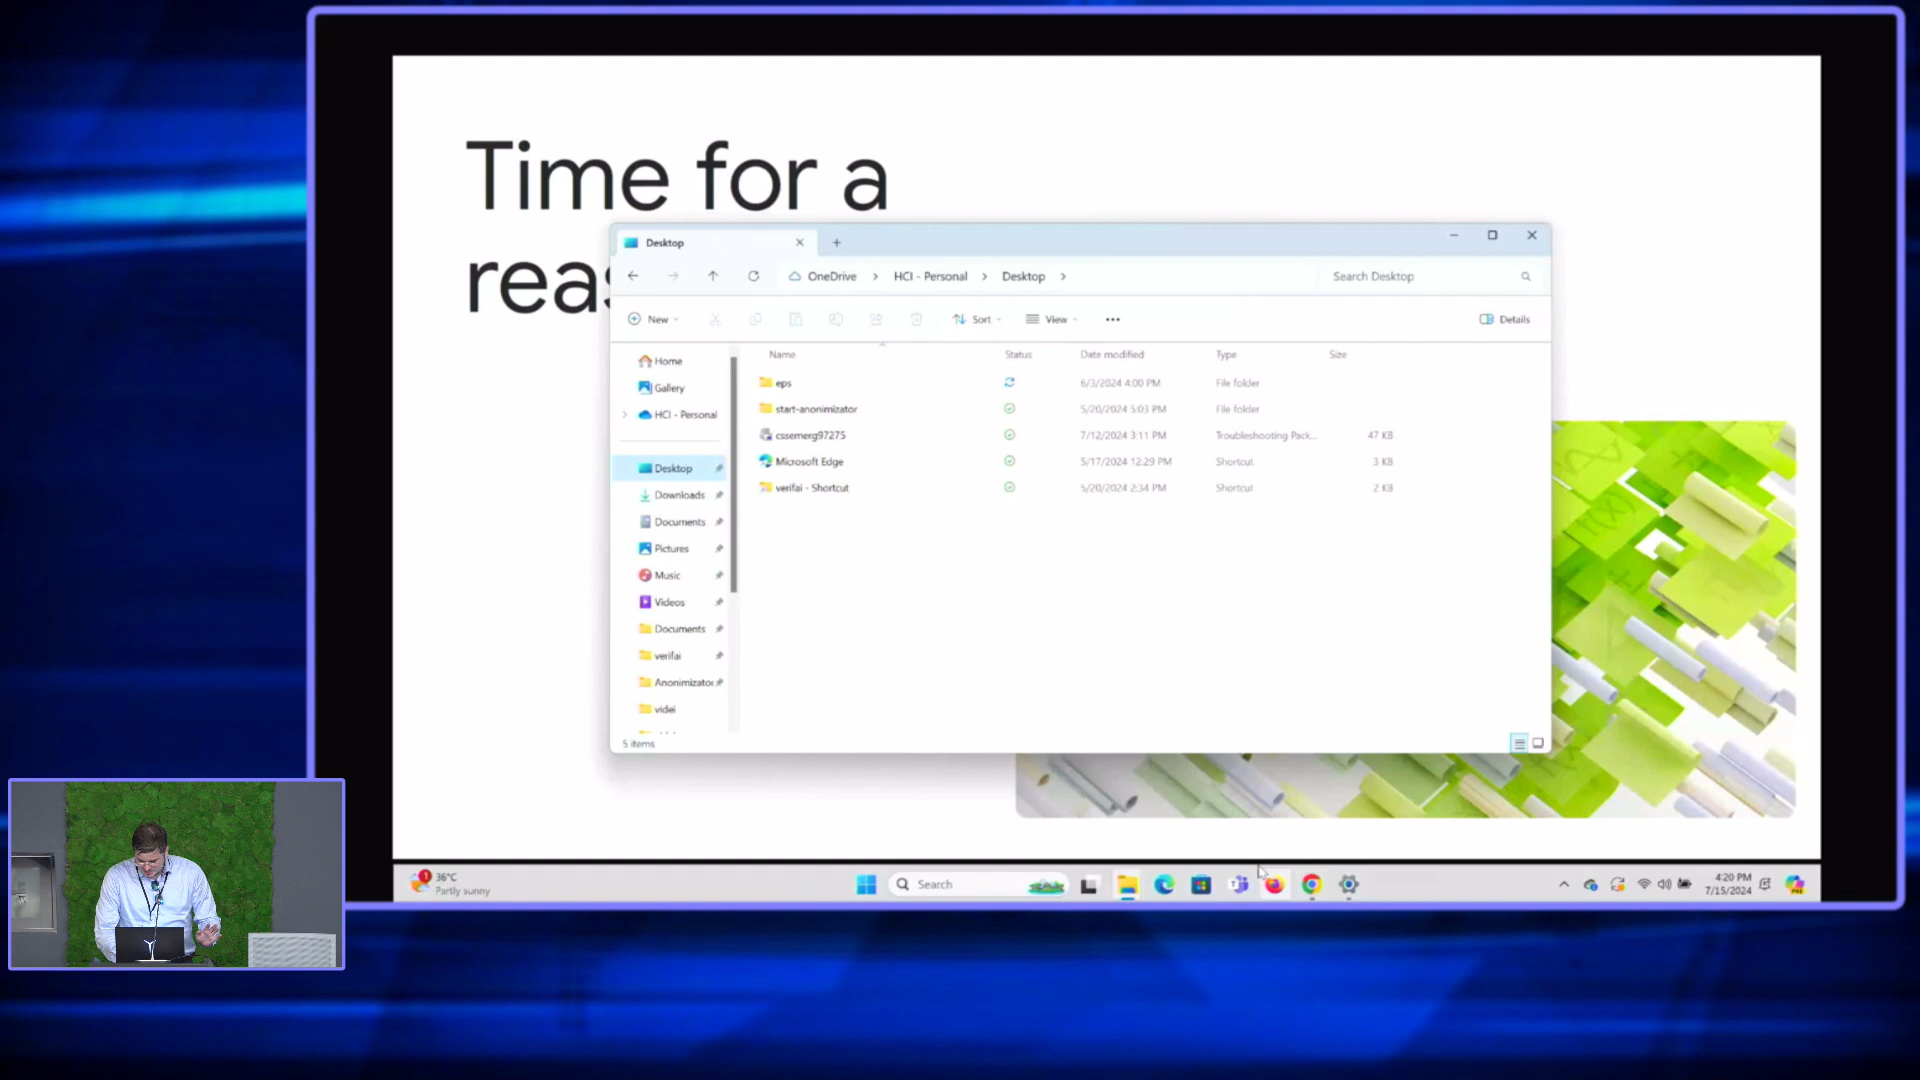 Time for a
reas
Desktop
OneDrive > HCI - Personal > Desktop >
Search Desktop
New
Sort
View
Details
Name Status Date modified Type Size
Home
Gallery
HCI - Personal
Desktop
Downloads
Documents
Pictures
Music
Videos
Documents
verifai
Anonimizator
videi
eps 6/3/2024 4:00 PM File folder
start-anonimizator 5/20/2024 5:03 PM File folder
cssemerg97275 7/12/2024 3:11 PM Troubleshooting Pack... 47 KB
Microsoft Edge 5/17/2024 12:29 PM Shortcut 3 KB
verifai - Shortcut 5/20/2024 2:34 PM Shortcut 2 KB
5 items
1
36°C
Partly sunny
Search
4:20 PM
7/15/2024